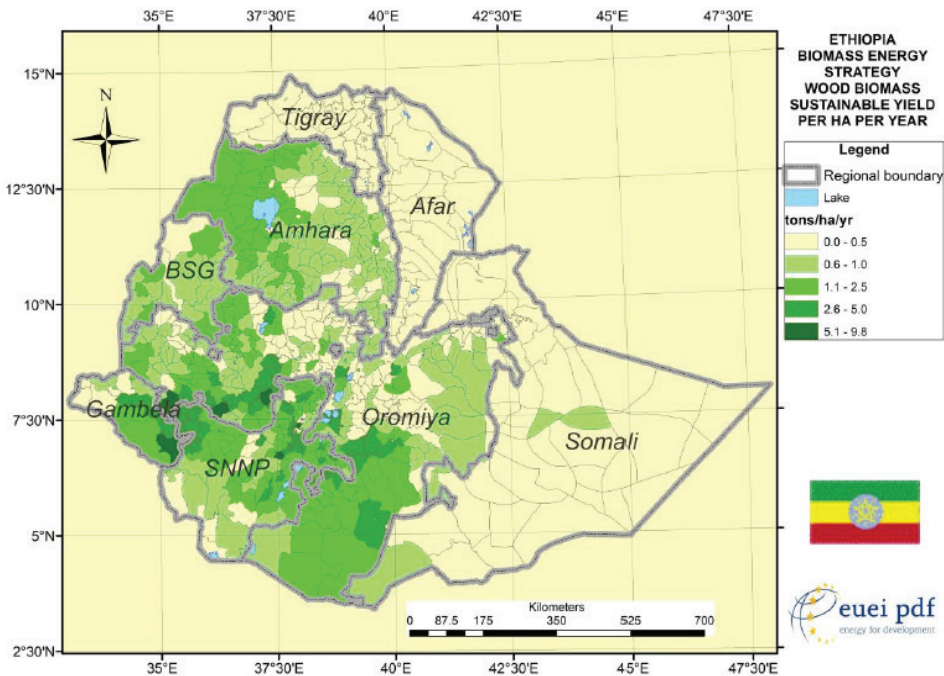 35°E 37°30'E 40°E 42°30'E 45°E 47°30'E
15°N
12°30'N
10°N
7°30'N
5°N
2°30'N
N
Tigray
Afar
Amhara
BSG
Gambela
Oromiya
SNNP
Somali
Kilometers
0 87.5 175 350 525 700
35°E 37°30'E 40°E 42°30'E 45°E 47°30'E
ETHIOPIA
BIOMASS ENERGY
STRATEGY
WOOD BIOMASS
SUSTAINABLE YIELD
PER HA PER YEAR
Legend
Regional boundary
Lake
tons/ha/yr
0.0 - 0.5
0.6 - 1.0
1.1 - 2.5
2.6 - 5.0
5.1 - 9.8
euei pdf
energy for development